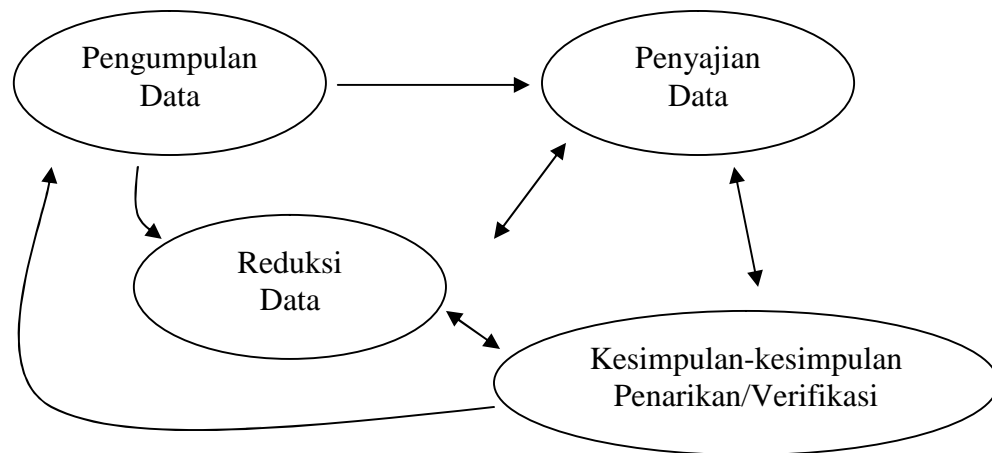 Pengumpulan
Data
Penyajian
Data
Reduksi
Data
Kesimpulan-kesimpulan
Penarikan/Verifikasi